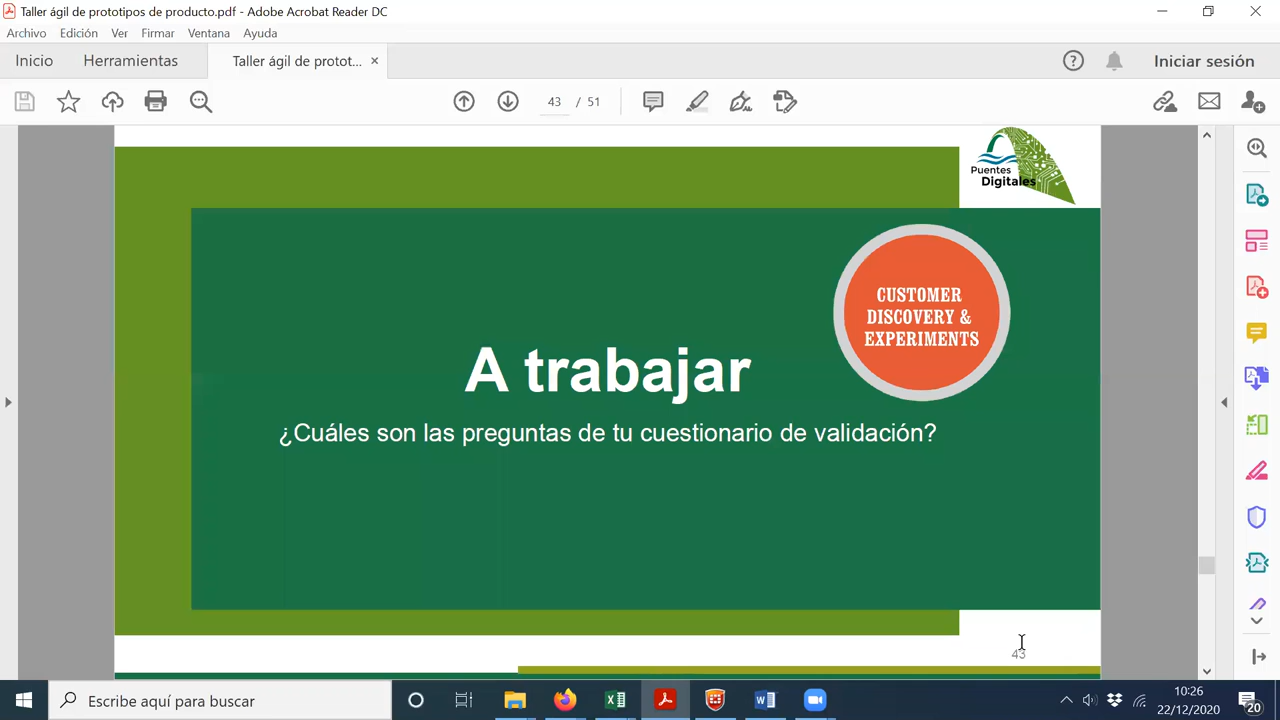 Taller ágil de prototipos de producto.pdf - Adobe Acrobat Reader DC
Archivo Edición Ver Firmar Ventana Ayuda
Inicio Herramientas Taller ágil de protot... × Iniciar sesión
43 / 51
Puentes
Digitales
CUSTOMER
DISCOVERY &
EXPERIMENTS
A trabajar
¿Cuáles son las preguntas de tu cuestionario de validación?
43
Escribe aquí para buscar
10:26
22/12/2020
20